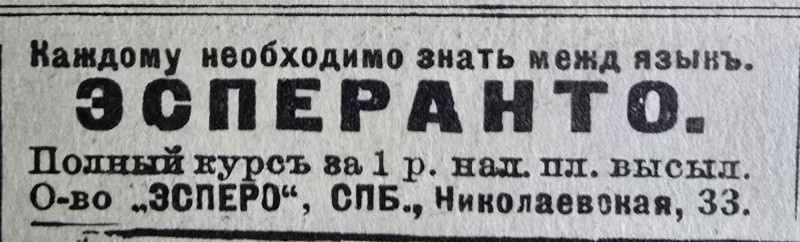 Каждому необходимо знать межд языкъ.
ЭСПЕРАНТО.
Полный курсъ за 1 р. нал. пл. высыл.
О-во „ЭСПЕРО“, СПБ., Николаевская, 33.